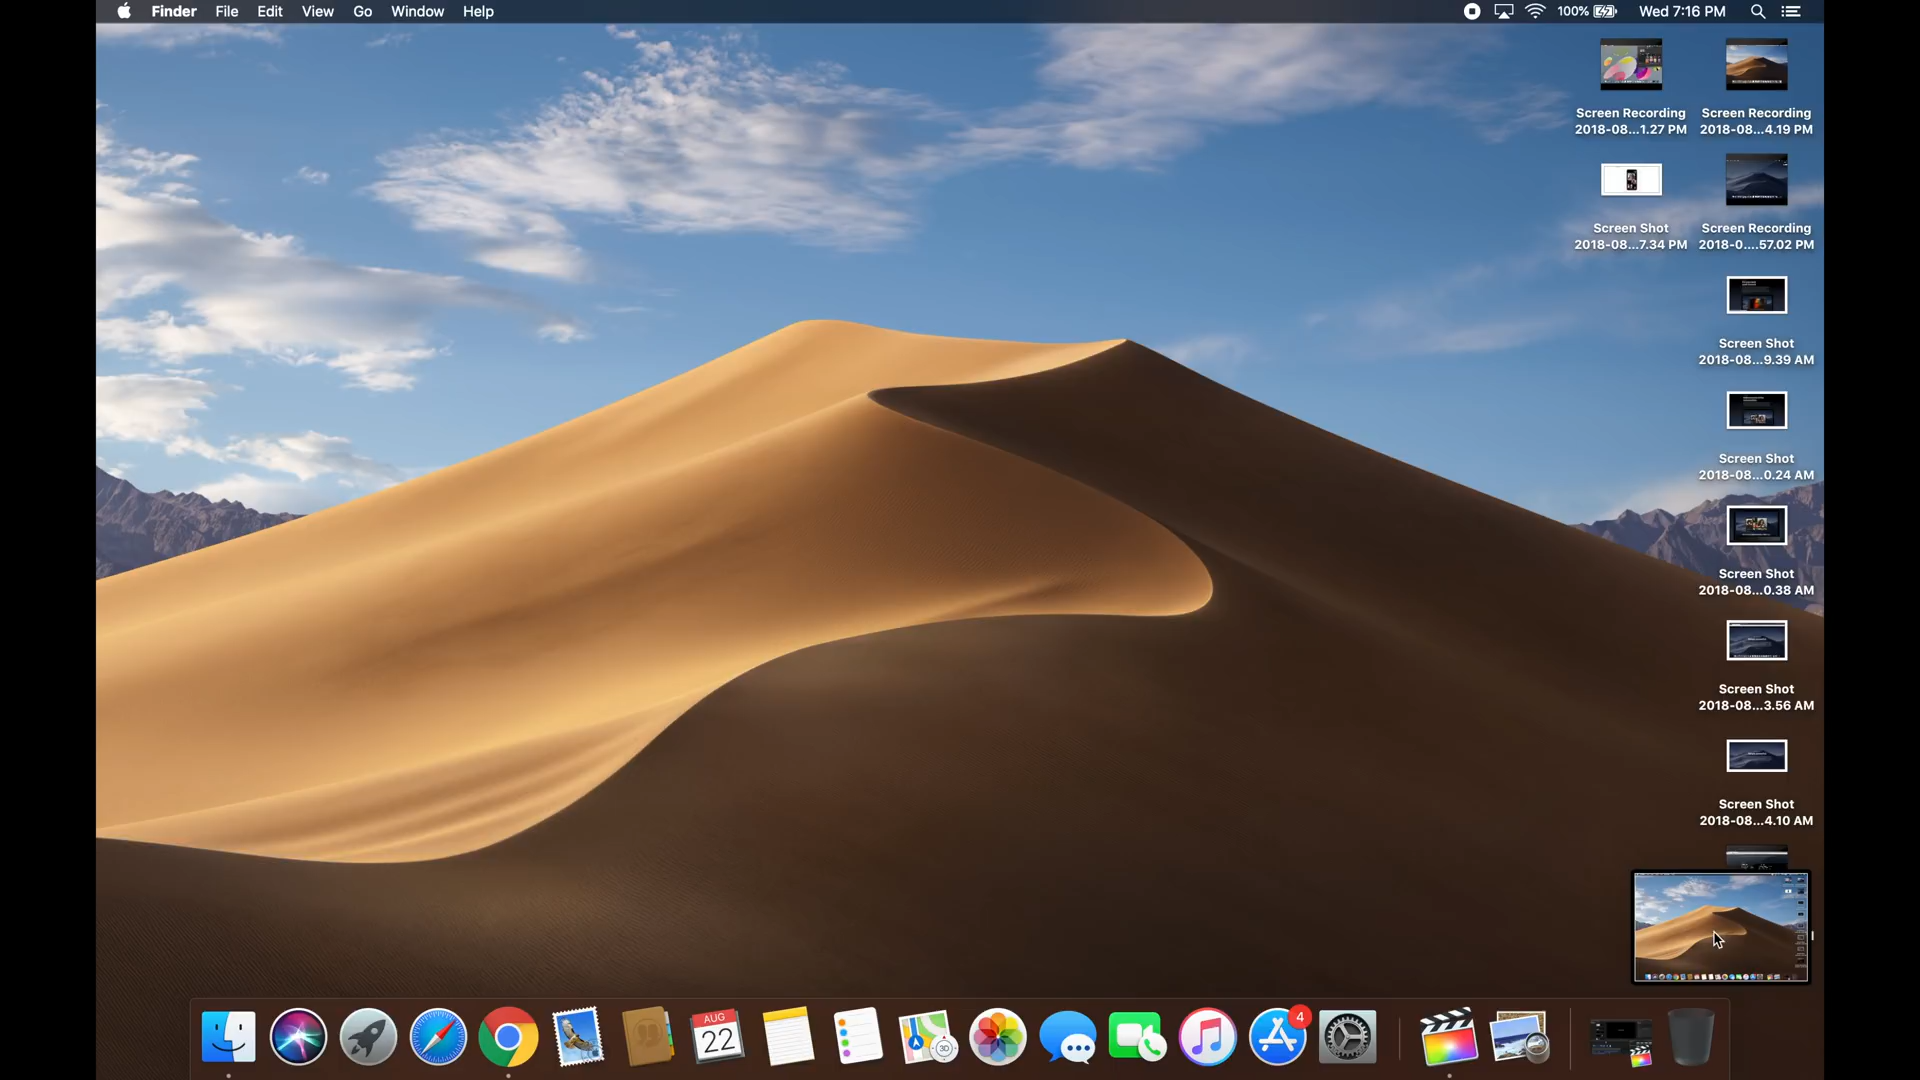 Finder File Edit View Go Window Help
100% Wed 7:16 PM
Screen Recording
2018-08...1.27 PM
Screen Recording
2018-08...4.19 PM
Screen Shot
2018-08...7.34 PM
Screen Recording
2018-0....57.02 PM
Screen Shot
2018-08...9.39 AM
Screen Shot
2018-08...0.24 AM
Screen Shot
2018-08...0.38 AM
Screen Shot
2018-08...3.56 AM
Screen Shot
2018-08...4.10 AM
AUG
22
3D
4